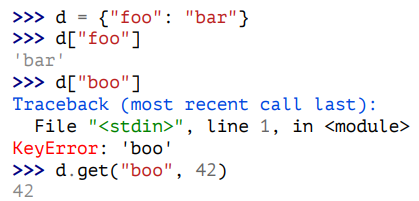 >>> d = {"foo": "bar"}
>>> d["foo"]
'bar'
>>> d["boo"]
Traceback (most recent call last):
  File "<stdin>", line 1, in <module>
KeyError: 'boo'
>>> d.get("boo", 42)
42